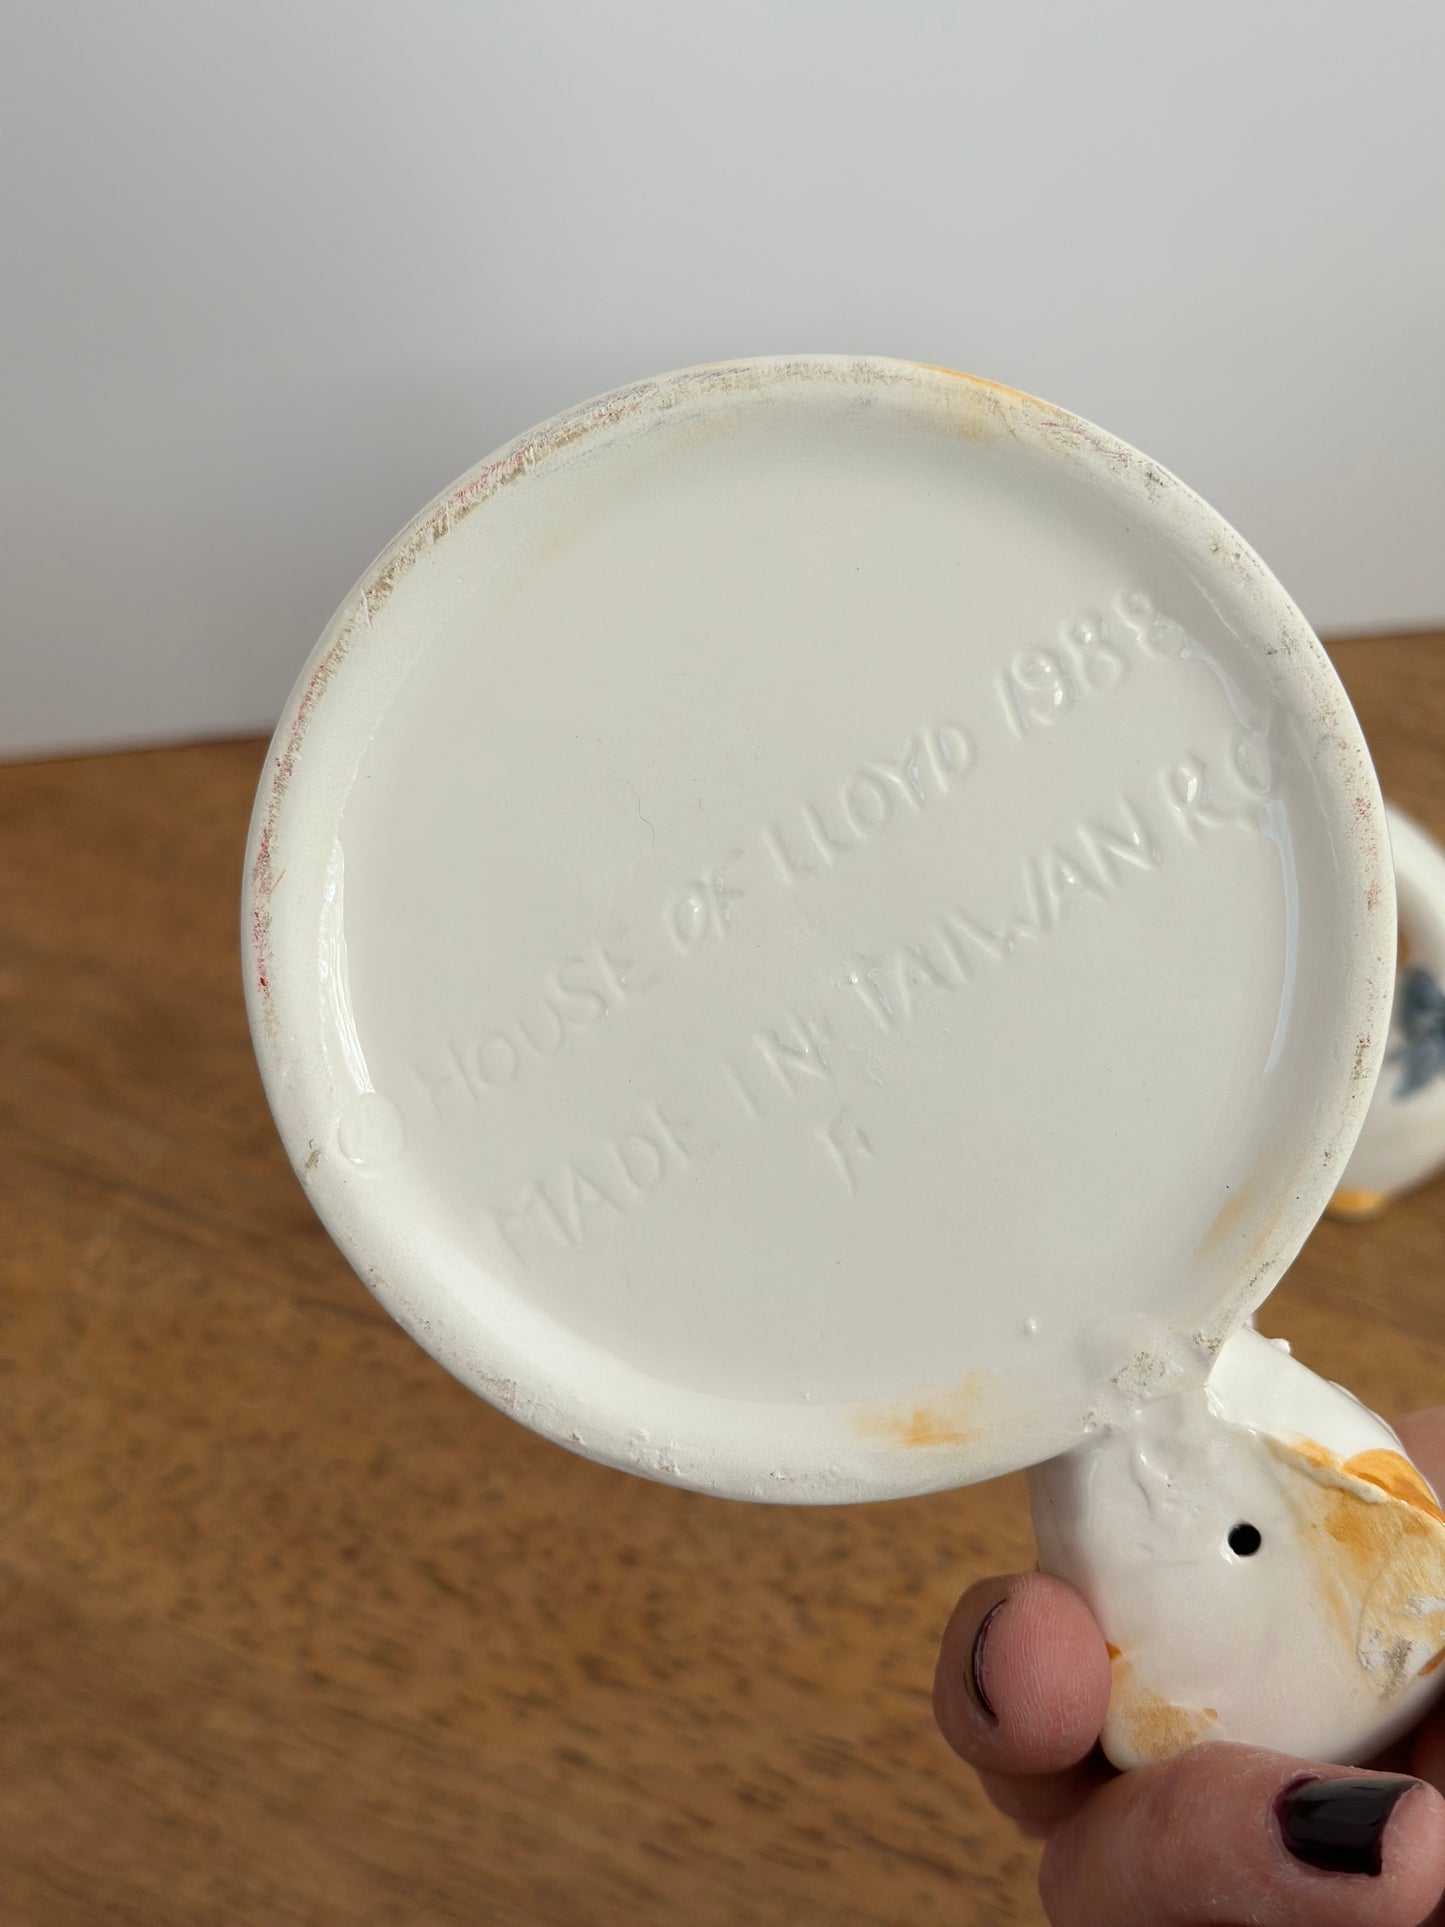 © HOUSE OF LLOYD 1988
MADE IN TAIWAN R.O
F